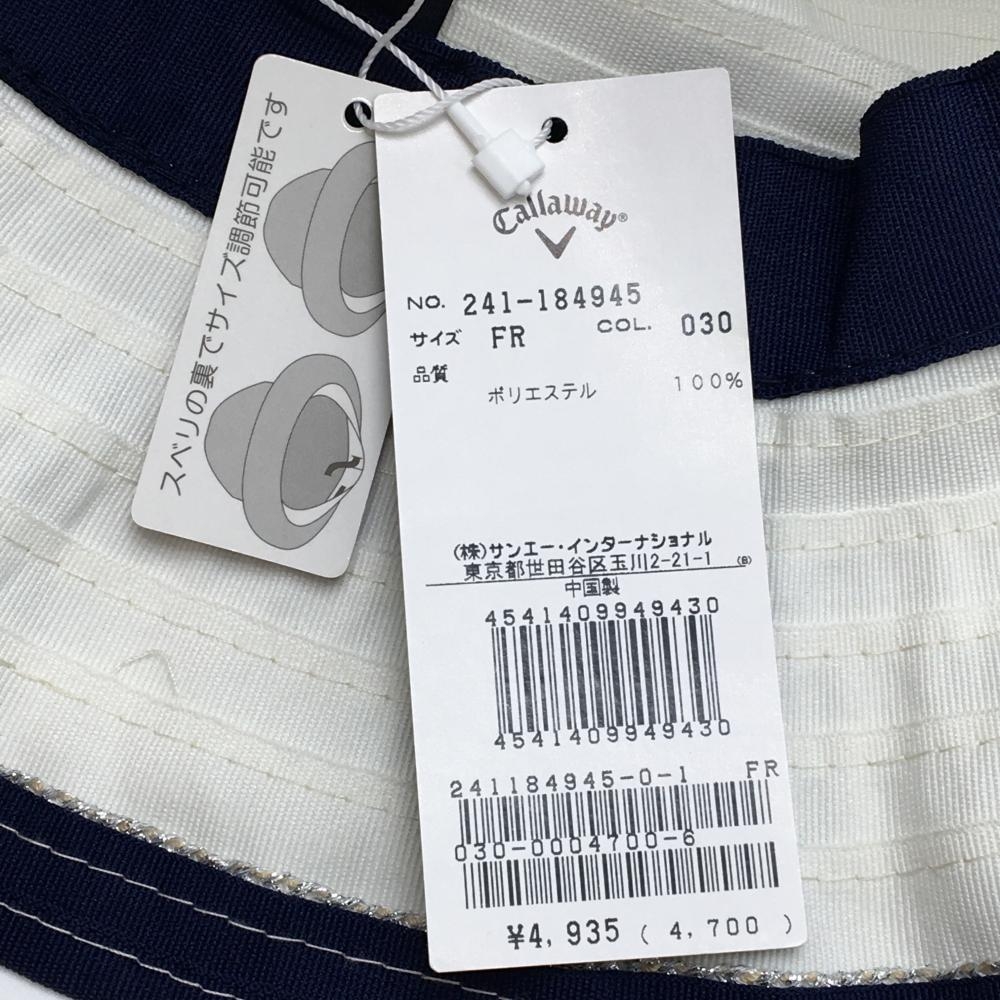 スベリの裏でサイズ調節可能です
Callaway®
NO. 241-184945
サイズ FR COL. 030
品質
ポリエステル 100%
(株)サンエー・インターナショナル
東京都世田谷区玉川2-21-1 (B)
中国製
4541409949430
4541409949430
241184945-0-1 FR
030-0004700-6
¥4,935 ( 4,700 )